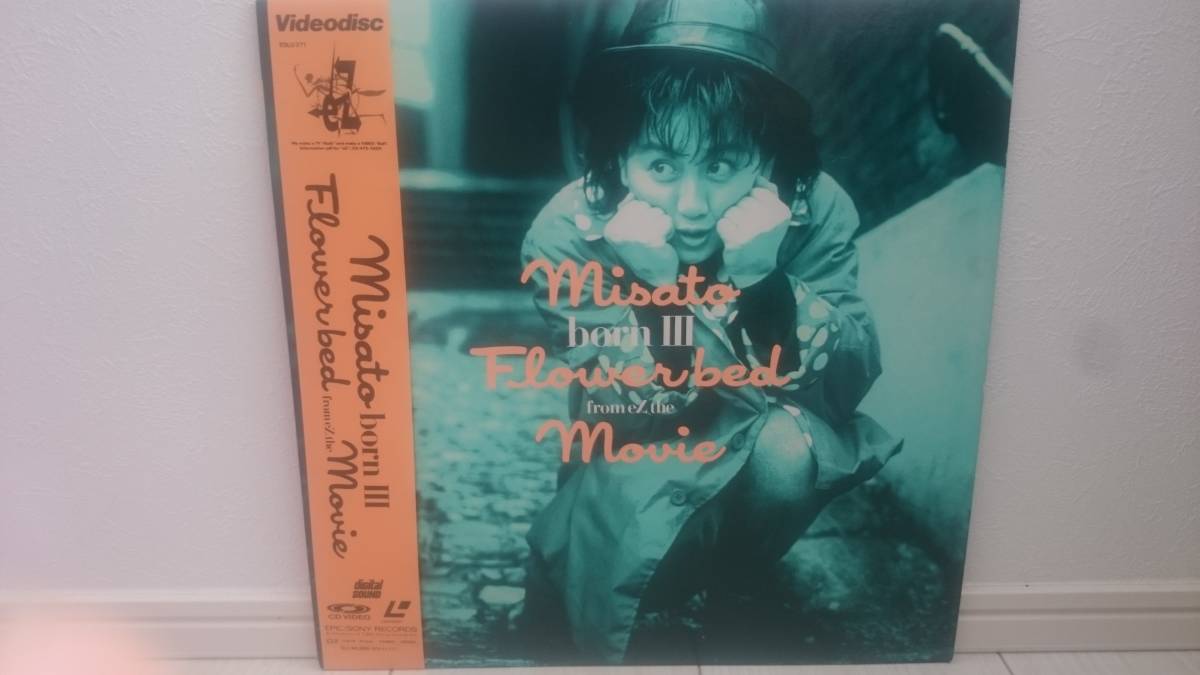 Videodisc
eZ
Misato born III
Flower bed from eZ, the Movie
digital
SOUND
CD VIDEO
EPIC/SONY RECORDS
Misato
born III
Flower bed
from eZ, the
Movie